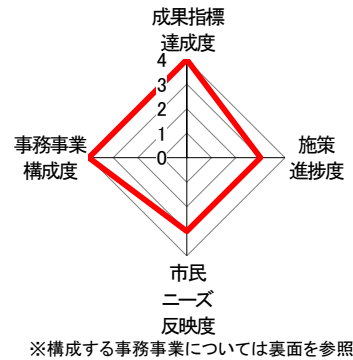 成果指標
達成度
4
3
2
1
0
事務事業
構成度
施策
進捗度
市民
ニーズ
反映度
※構成する事務事業については裏面を参照